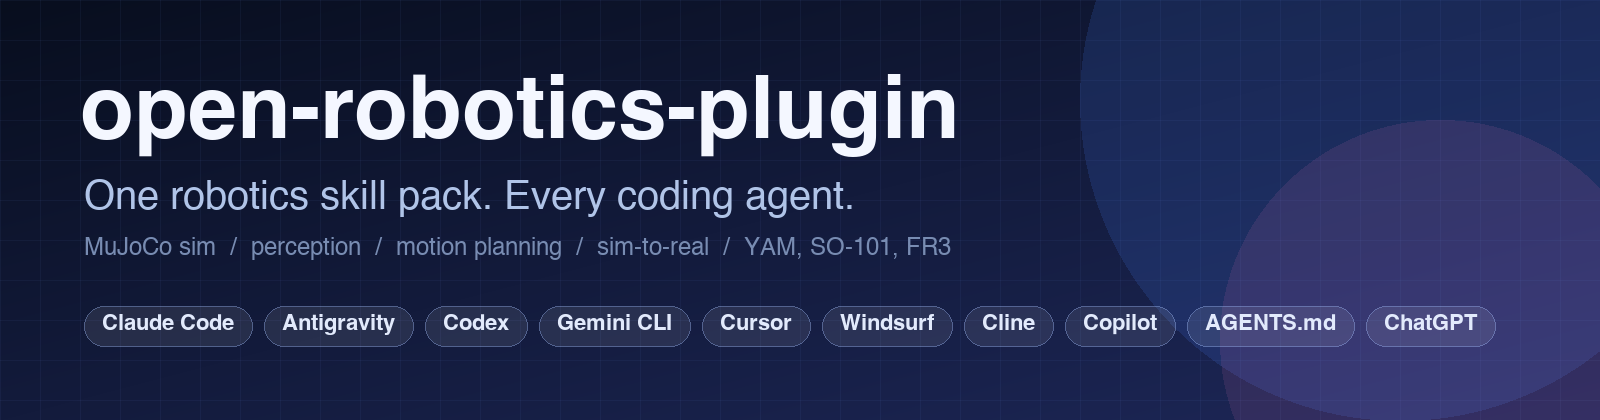 open-robotics-plugin
One robotics skill pack. Every coding agent.
MuJoCo sim / perception / motion planning / sim-to-real / YAM, SO-101, FR3
Claude Code Antigravity Codex Gemini CLI Cursor Windsurf Cline Copilot AGENTS.md ChatGPT